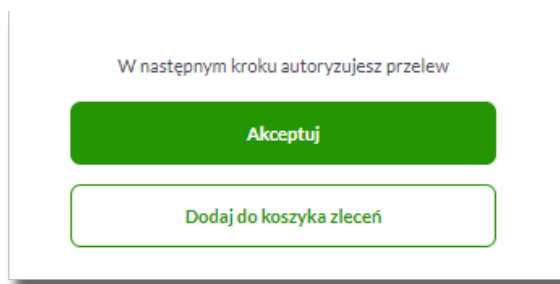 W następnym kroku autoryzujesz przelew
Akceptuj
Dodaj do koszyka zleceń